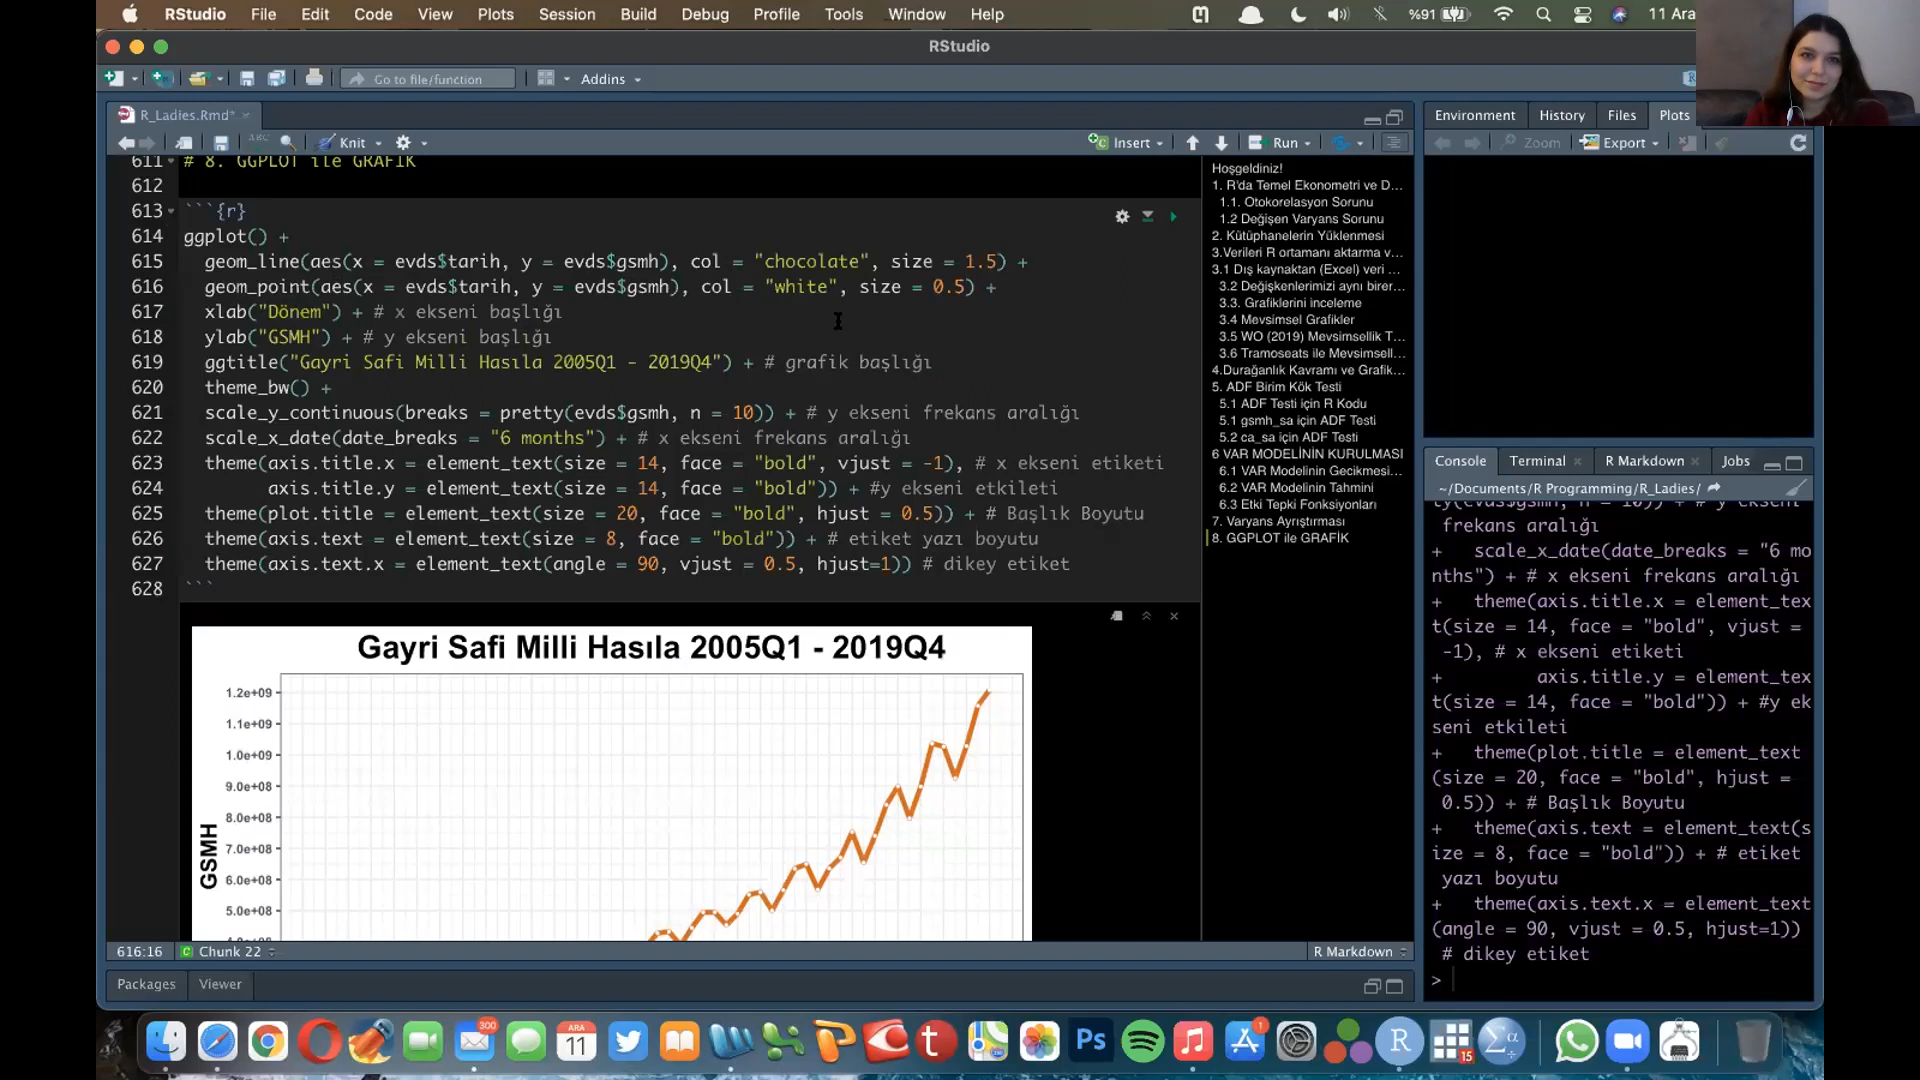 RStudio File Edit Code View Plots Session Build Debug Profile Tools Window Help %91 11 Ara
RStudio
Go to file/function Addins
R_Ladies.Rmd*
Knit Insert Run
611 # 8. GGPLOT ile GRAFİK
612
613 ```{r}
614 ggplot() +
615 geom_line(aes(x = evds$tarih, y = evds$gsmh), col = "chocolate", size = 1.5) +
616 geom_point(aes(x = evds$tarih, y = evds$gsmh), col = "white", size = 0.5) +
617 xlab("Dönem") + # x ekseni başlığı
618 ylab("GSMH") + # y ekseni başlığı
619 ggtitle("Gayri Safi Milli Hasıla 2005Q1 - 2019Q4") + # grafik başlığı
620 theme_bw() +
621 scale_y_continuous(breaks = pretty(evds$gsmh, n = 10)) + # y ekseni frekans aralığı
622 scale_x_date(date_breaks = "6 months") + # x ekseni frekans aralığı
623 theme(axis.title.x = element_text(size = 14, face = "bold", vjust = -1), # x ekseni etiketi
624 axis.title.y = element_text(size = 14, face = "bold")) + #y ekseni etkileti
625 theme(plot.title = element_text(size = 20, face = "bold", hjust = 0.5)) + # Başlık Boyutu
626 theme(axis.text = element_text(size = 8, face = "bold")) + # etiket yazı boyutu
627 theme(axis.text.x = element_text(angle = 90, vjust = 0.5, hjust=1)) # dikey etiket
628 ```
Gayri Safi Milli Hasıla 2005Q1 - 2019Q4
1.2e+09
1.1e+09
1.0e+09
9.0e+08
8.0e+08
7.0e+08
6.0e+08
5.0e+08
GSMH
616:16 Chunk 22 R Markdown
Packages Viewer
Hoşgeldiniz!
1. R'da Temel Ekonometri ve D...
1.1. Otokorelasyon Sorunu
1.2 Değişen Varyans Sorunu
2. Kütüphanelerin Yüklenmesi
3.Verileri R ortamını aktarma v...
3.1 Dış kaynaktan (Excel) veri ...
3.2 Değişkenlerimizi aynı birer...
3.3. Grafiklerini inceleme
3.4 Mevsimsel Grafikler
3.5 WO (2019) Mevsimsellik T...
3.6 Tramoseats ile Mevsimsell...
4.Durağanlık Kavramı ve Grafik...
5. ADF Birim Kök Testi
5.1 ADF Testi için R Kodu
5.1 gsmh_sa için ADF Testi
5.2 ca_sa için ADF Testi
6 VAR MODELİNİN KURULMASI
6.1 VAR Modelinin Gecikmesi...
6.2 VAR Modelinin Tahmini
6.3 Etki Tepki Fonksiyonları
7. Varyans Ayrıştırması
8. GGPLOT ile GRAFİK
Environment History Files Plots
Zoom Export
Console Terminal R Markdown Jobs
~/Documents/R Programming/R_Ladies/
ty(evds$gsmh, n = 10)) + # y ekseni
frekans aralığı
+ scale_x_date(date_breaks = "6 mo
nths") + # x ekseni frekans aralığı
+ theme(axis.title.x = element_tex
t(size = 14, face = "bold", vjust =
-1), # x ekseni etiketi
+ axis.title.y = element_tex
t(size = 14, face = "bold")) + #y ek
seni etkileti
+ theme(plot.title = element_text
(size = 20, face = "bold", hjust =
0.5)) + # Başlık Boyutu
+ theme(axis.text = element_text(s
ize = 8, face = "bold")) + # etiket
yazı boyutu
+ theme(axis.text.x = element_text
(angle = 90, vjust = 0.5, hjust=1))
# dikey etiket
>
300 ARA 11 Ps 1 R 15